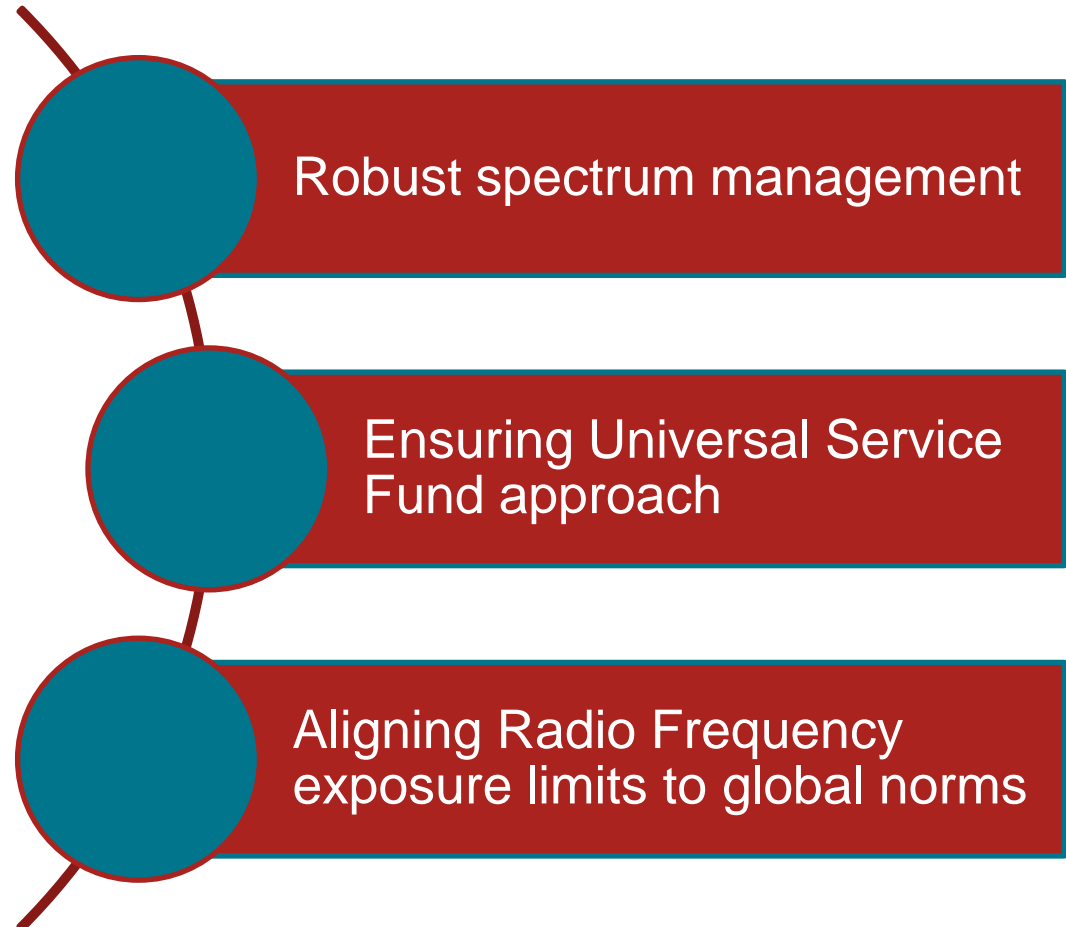 Robust spectrum management
Ensuring Universal Service
Fund approach
Aligning Radio Frequency
exposure limits to global norms